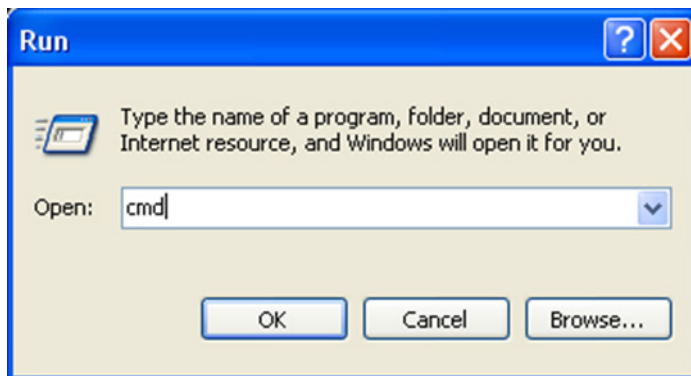 Run
Type the name of a program, folder, document, or
Internet resource, and Windows will open it for you.
Open: cmd
OK Cancel Browse...